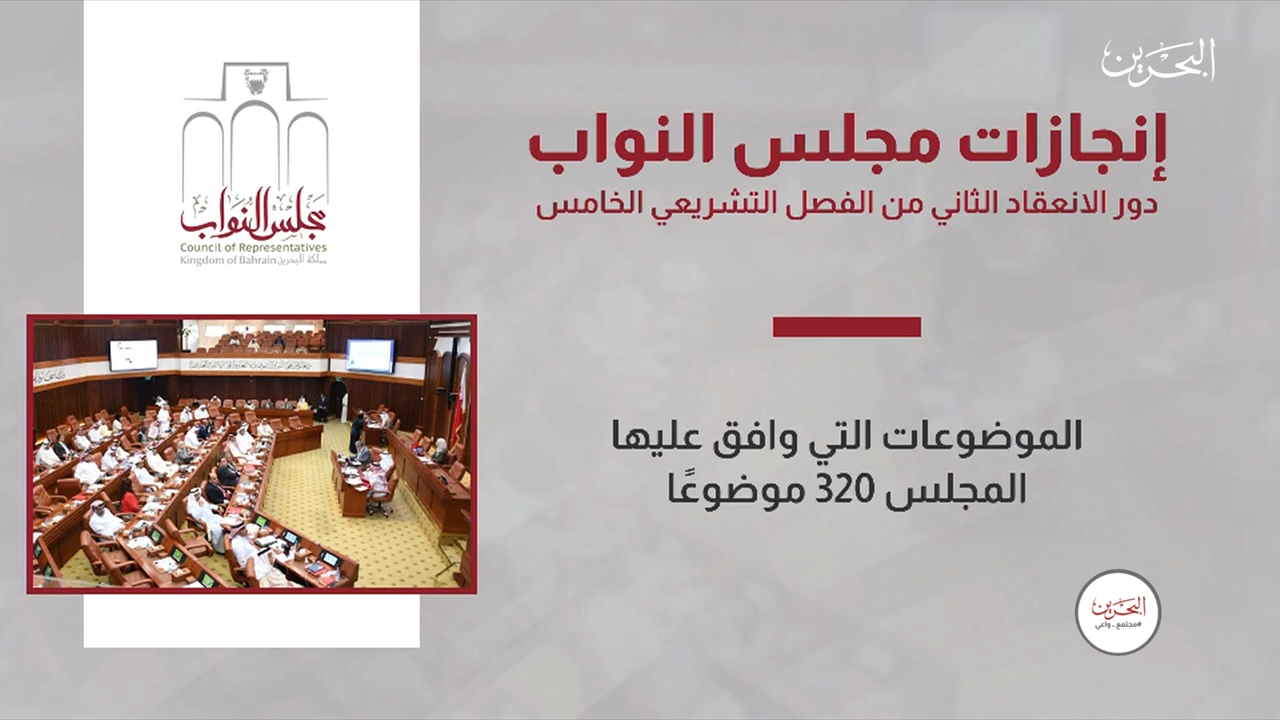 البحرين
إنجازات مجلس النواب
دور الانعقاد الثاني من الفصل التشريعي الخامس
الموضوعات التي وافق عليها
المجلس 320 موضوعًا
مجلس النواب
Council of Representatives
Kingdom of Bahrain مملكة البحرين
البحرين
#مجتمع_واعي